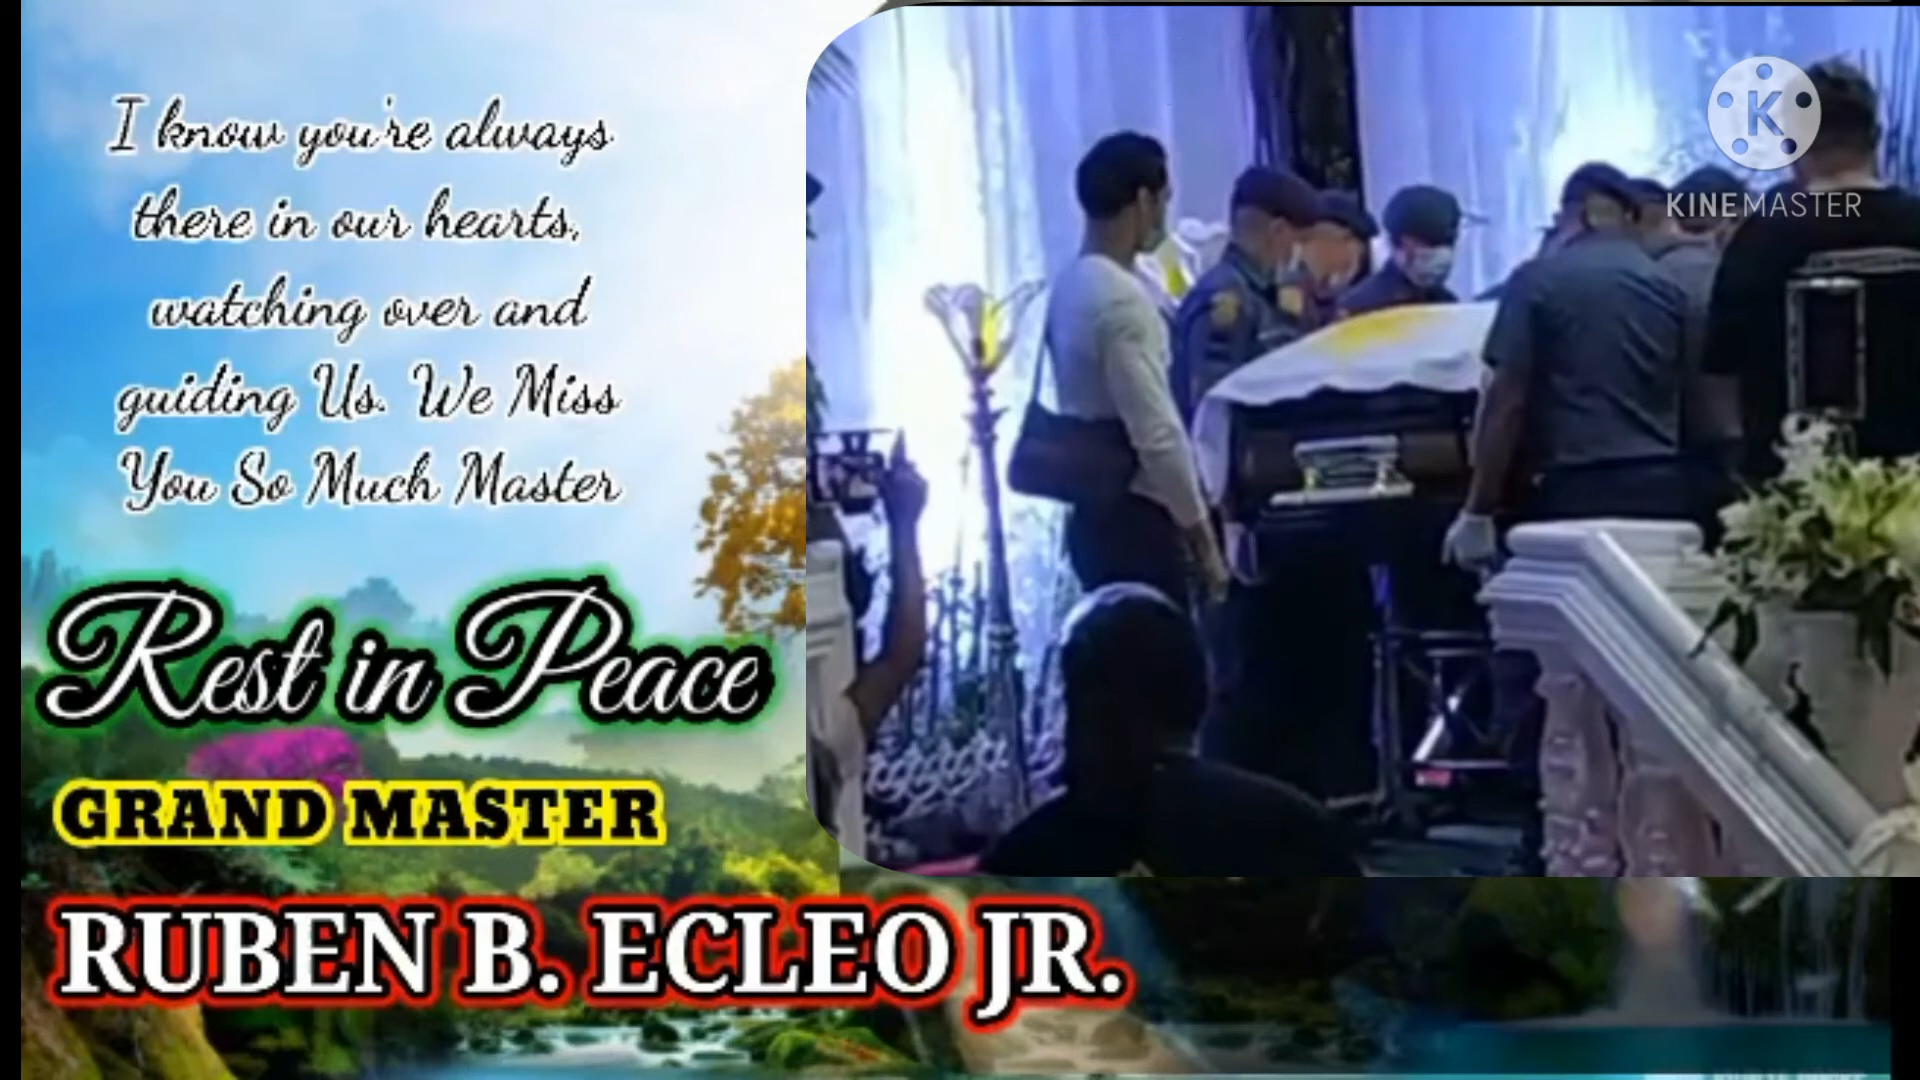 I know you're always
there in our hearts,
watching over and
guiding Us. We Miss
You So Much Master
Rest in Peace
GRAND MASTER
RUBEN B. ECLEO JR.
K
KINEMASTER